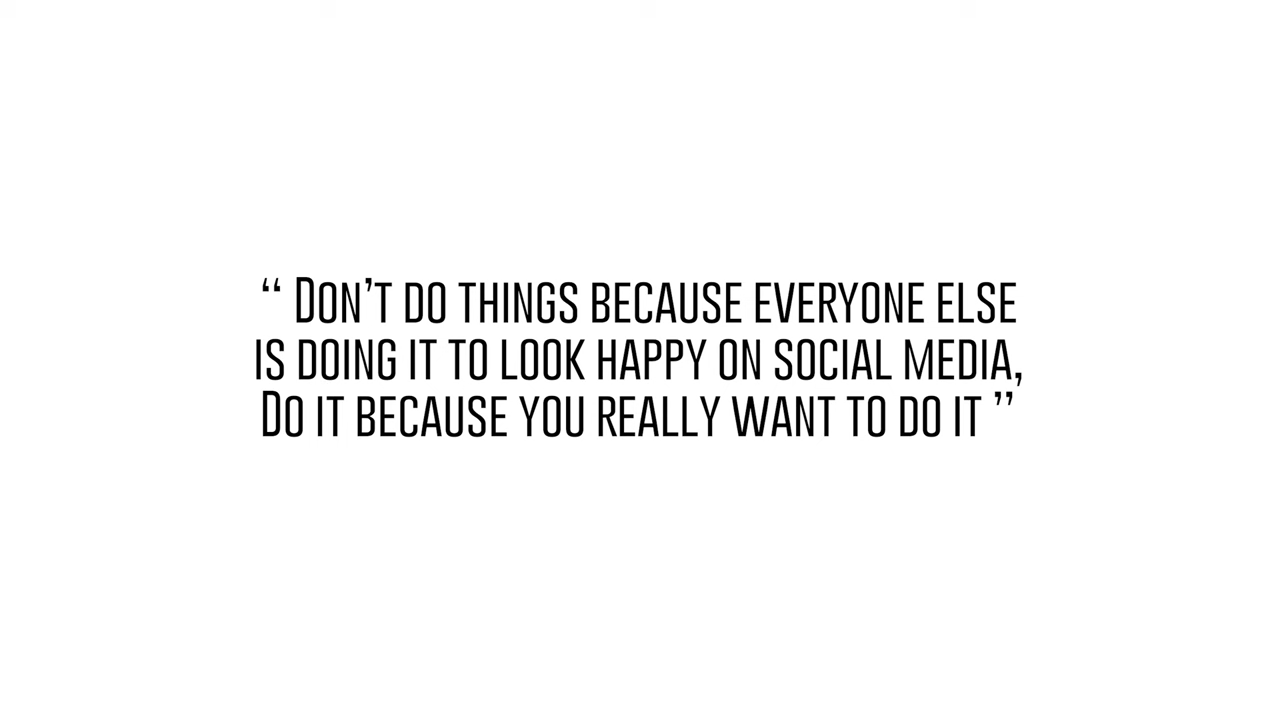 “ Don’t do things because everyone else
is doing it to look happy on social media,
Do it because you really want to do it ”